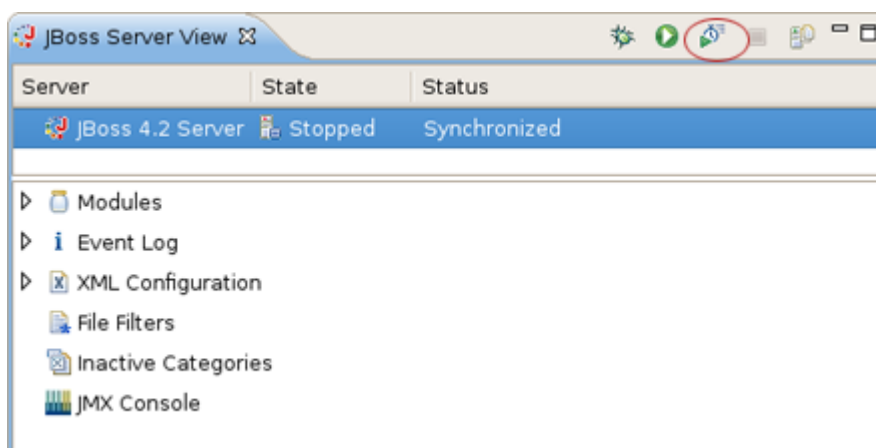 JBoss Server View
Server State Status
JBoss 4.2 Server Stopped Synchronized
Modules
Event Log
XML Configuration
File Filters
Inactive Categories
JMX Console